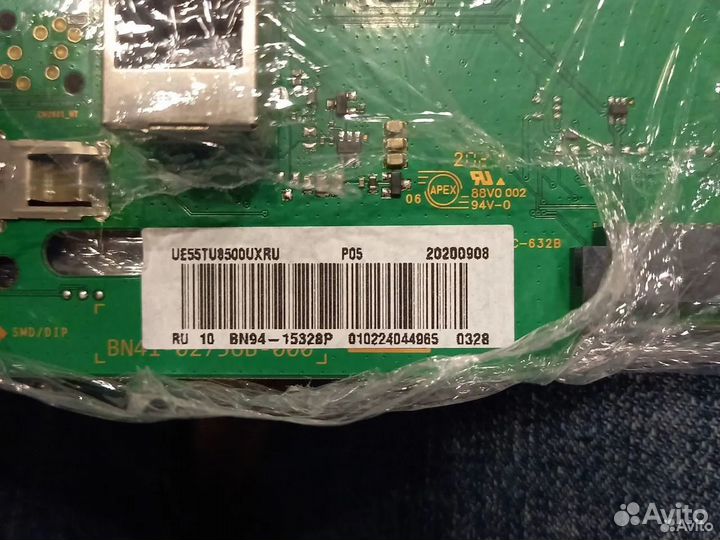 UE55TU8500UXRU P05 20200908
RU 10 BN94-15328P 010224044965 0328
06 APEX
88V0 002
94V-0
C-632B
SMD/DIP
BN41
Avito